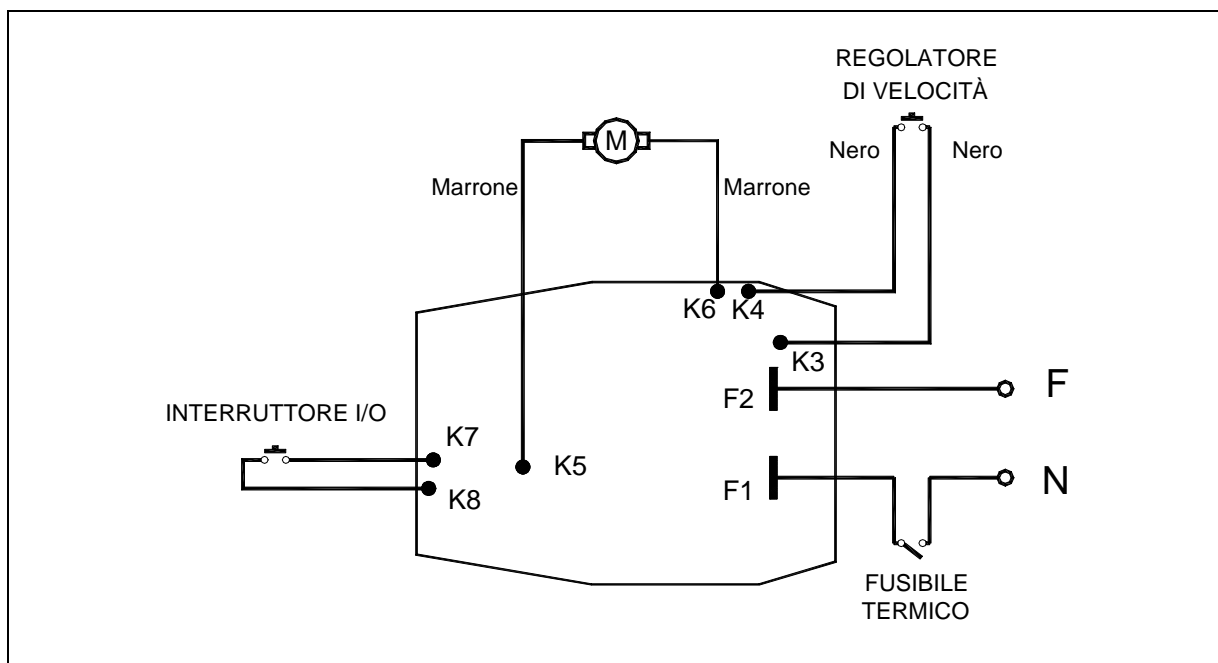 REGOLATORE
DI VELOCITÀ
M
Nero
Nero
Marrone
Marrone
K6
K4
K3
F2
F
INTERRUTTORE I/O
K7
K5
K8
F1
N
FUSIBILE
TERMICO